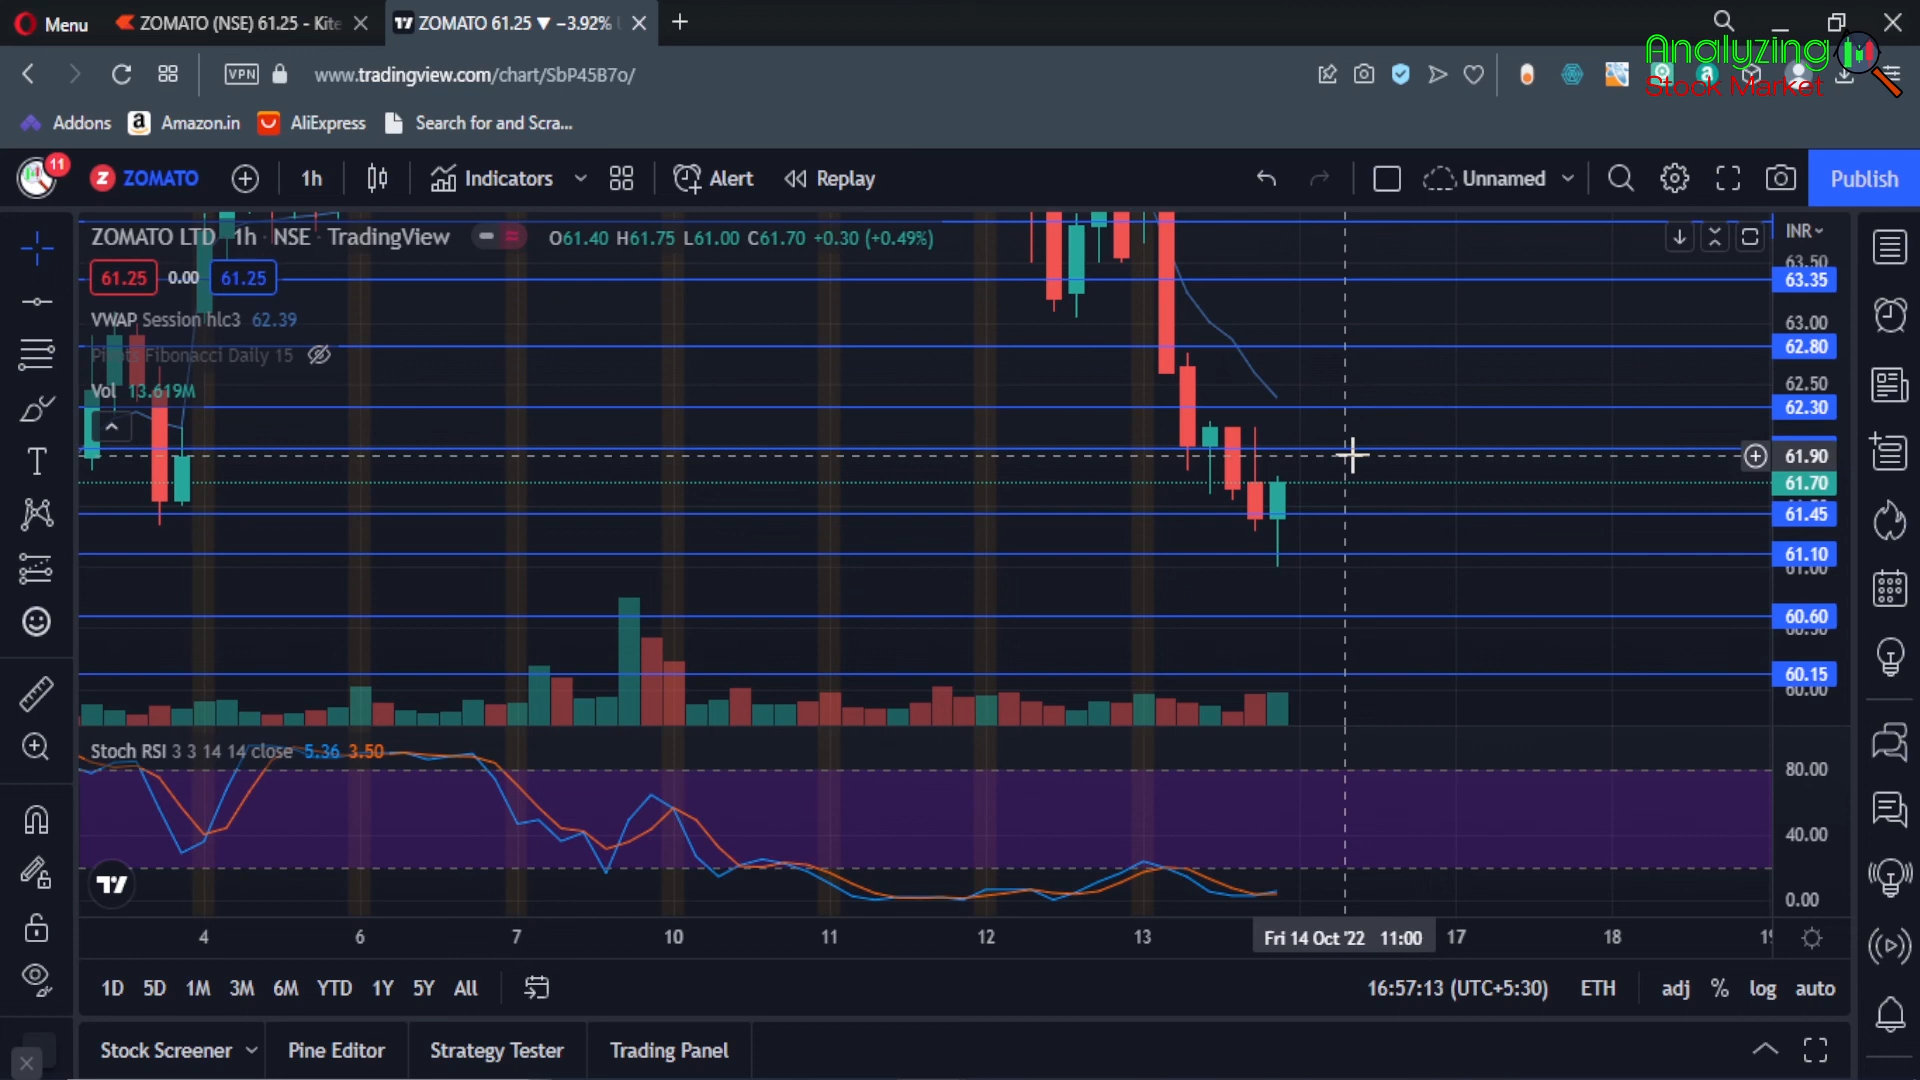 Menu
ZOMATO (NSE) 61.25 - Kite
ZOMATO 61.25 ▼ −3.92%
Analyzing
Stock Market
VPN
www.tradingview.com/chart/SbP45B7o/
Addons
Amazon.in
AliExpress
Search for and Scra...
11
ZOMATO
1h
Indicators
Alert
Replay
Unnamed
Publish
ZOMATO LTD · 1h · NSE · TradingView
O61.40 H61.75 L61.00 C61.70 +0.30 (+0.49%)
INR
63.50
61.25
0.00
61.25
63.35
VWAP Session hlc3 62.39
63.00
Pivots Fibonacci Daily 15
62.80
Vol 13.619M
62.50
62.30
61.90
61.70
61.45
61.10
61.00
60.60
60.50
60.15
60.00
Stoch RSI 3 3 14 14 close 5.36 3.50
80.00
40.00
0.00
4
6
7
10
11
12
13
Fri 14 Oct '22 11:00
17
18
1D
5D
1M
3M
6M
YTD
1Y
5Y
All
16:57:13 (UTC+5:30)
ETH
adj
%
log
auto
Stock Screener
Pine Editor
Strategy Tester
Trading Panel